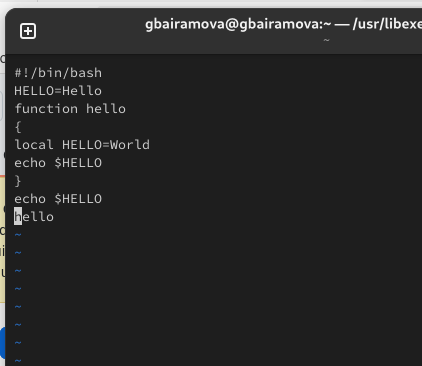 gbairamova@gbairamova:~ — /usr/libexe
~
#!/bin/bash
HELLO=Hello
function hello
{
local HELLO=World
echo $HELLO
}
echo $HELLO
hello
~
~
~
~
~
~
~
~